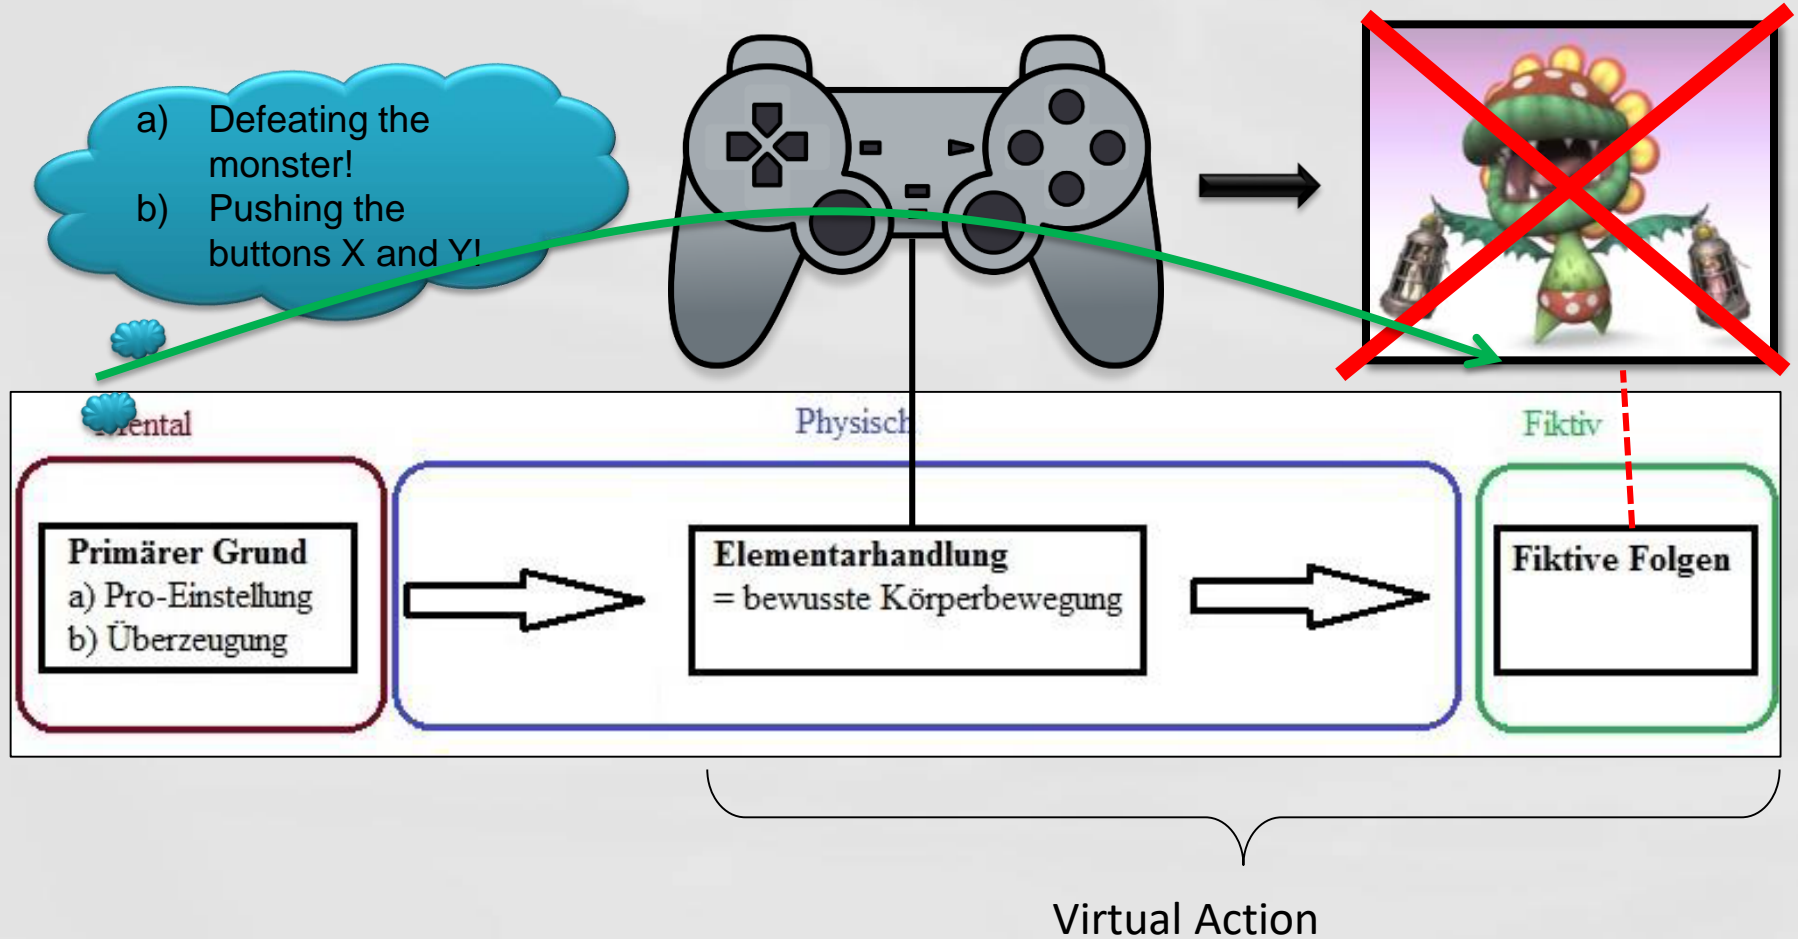 a) Defeating the
monster!
b) Pushing the
buttons X and Y!
ental
Physisch
Fiktiv
Primärer Grund
a) Pro-Einstellung
b) Überzeugung
Elementarhandlung
= bewusste Körperbewegung
Fiktive Folgen
Virtual Action